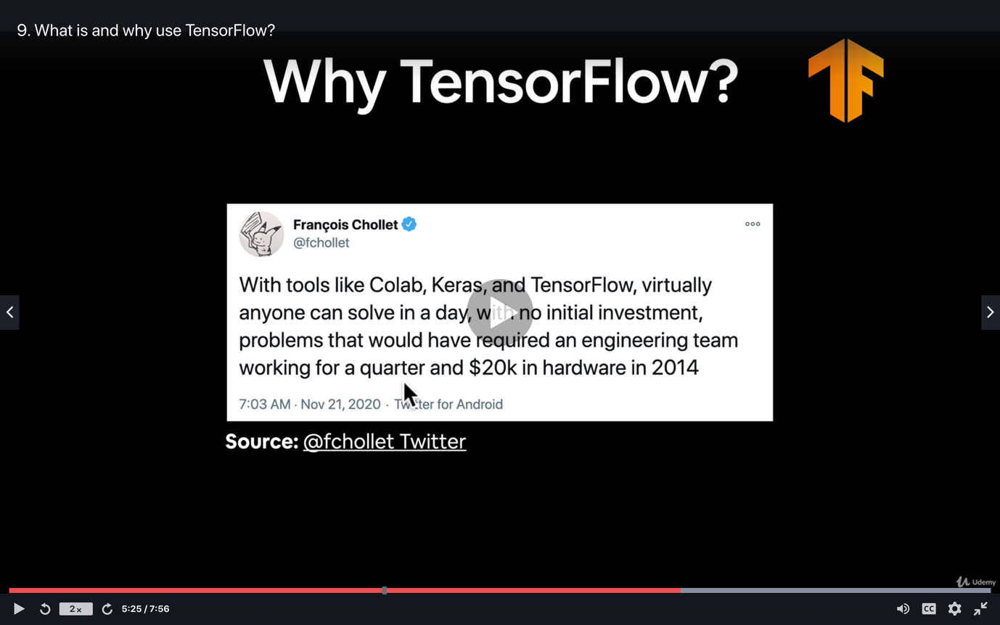 9. What is and why use TensorFlow?
Why TensorFlow?
François Chollet
@fchollet
With tools like Colab, Keras, and TensorFlow, virtually
anyone can solve in a day, with no initial investment,
problems that would have required an engineering team
working for a quarter and $20k in hardware in 2014
7:03 AM · Nov 21, 2020 · Twitter for Android
Source: @fchollet Twitter
Udemy
2x
5:25 / 7:56
CC